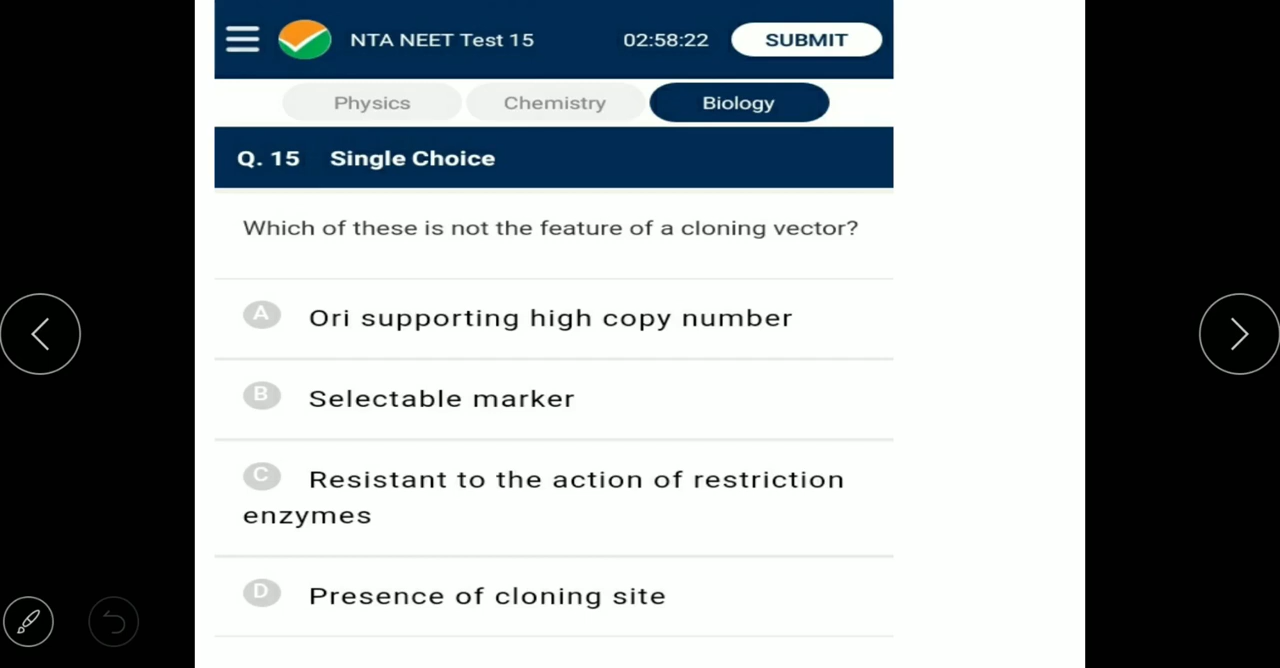 NTA NEET Test 15 02:58:22 SUBMIT
Physics Chemistry Biology
Q. 15 Single Choice
Which of these is not the feature of a cloning vector?
A Ori supporting high copy number
B Selectable marker
C Resistant to the action of restriction
enzymes
D Presence of cloning site